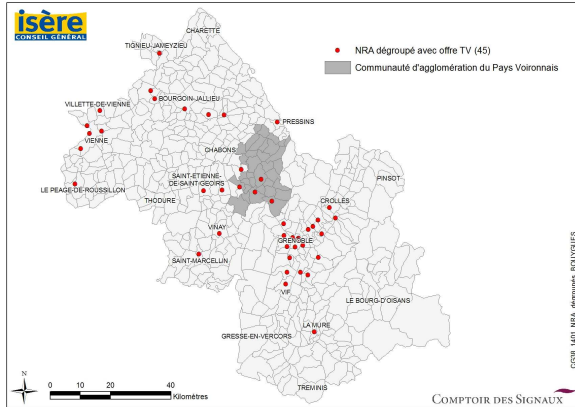 isère
CONSEIL GÉNÉRAL
NRA dégroupé avec offre TV (45)
Communauté d'agglomération du Pays Voironnais
CHARETTE
TIGNIEU-JAMEYZIEU
BOURGOIN-JALLIEU
VILLETTE-DE-VIENNE
PRESSINS
VIENNE
CHABONS
SAINT-ETIENNE-
DE-SAINT-GEOIRS
PINSOT
LE PEAGE-DE-ROUSSILLON
CROLLES
THODURE
VINAY
GRENOBLE
SAINT-MARCELLIN
VIF
LE BOURG-D'OISANS
LA MURE
GRESSE-EN-VERCORS
TREMINIS
N
0 10 20 40
Kilomètres
COMPTOIR DES SIGNAUX
CG38_1401_NRA_dégroupés_BOUYGUES